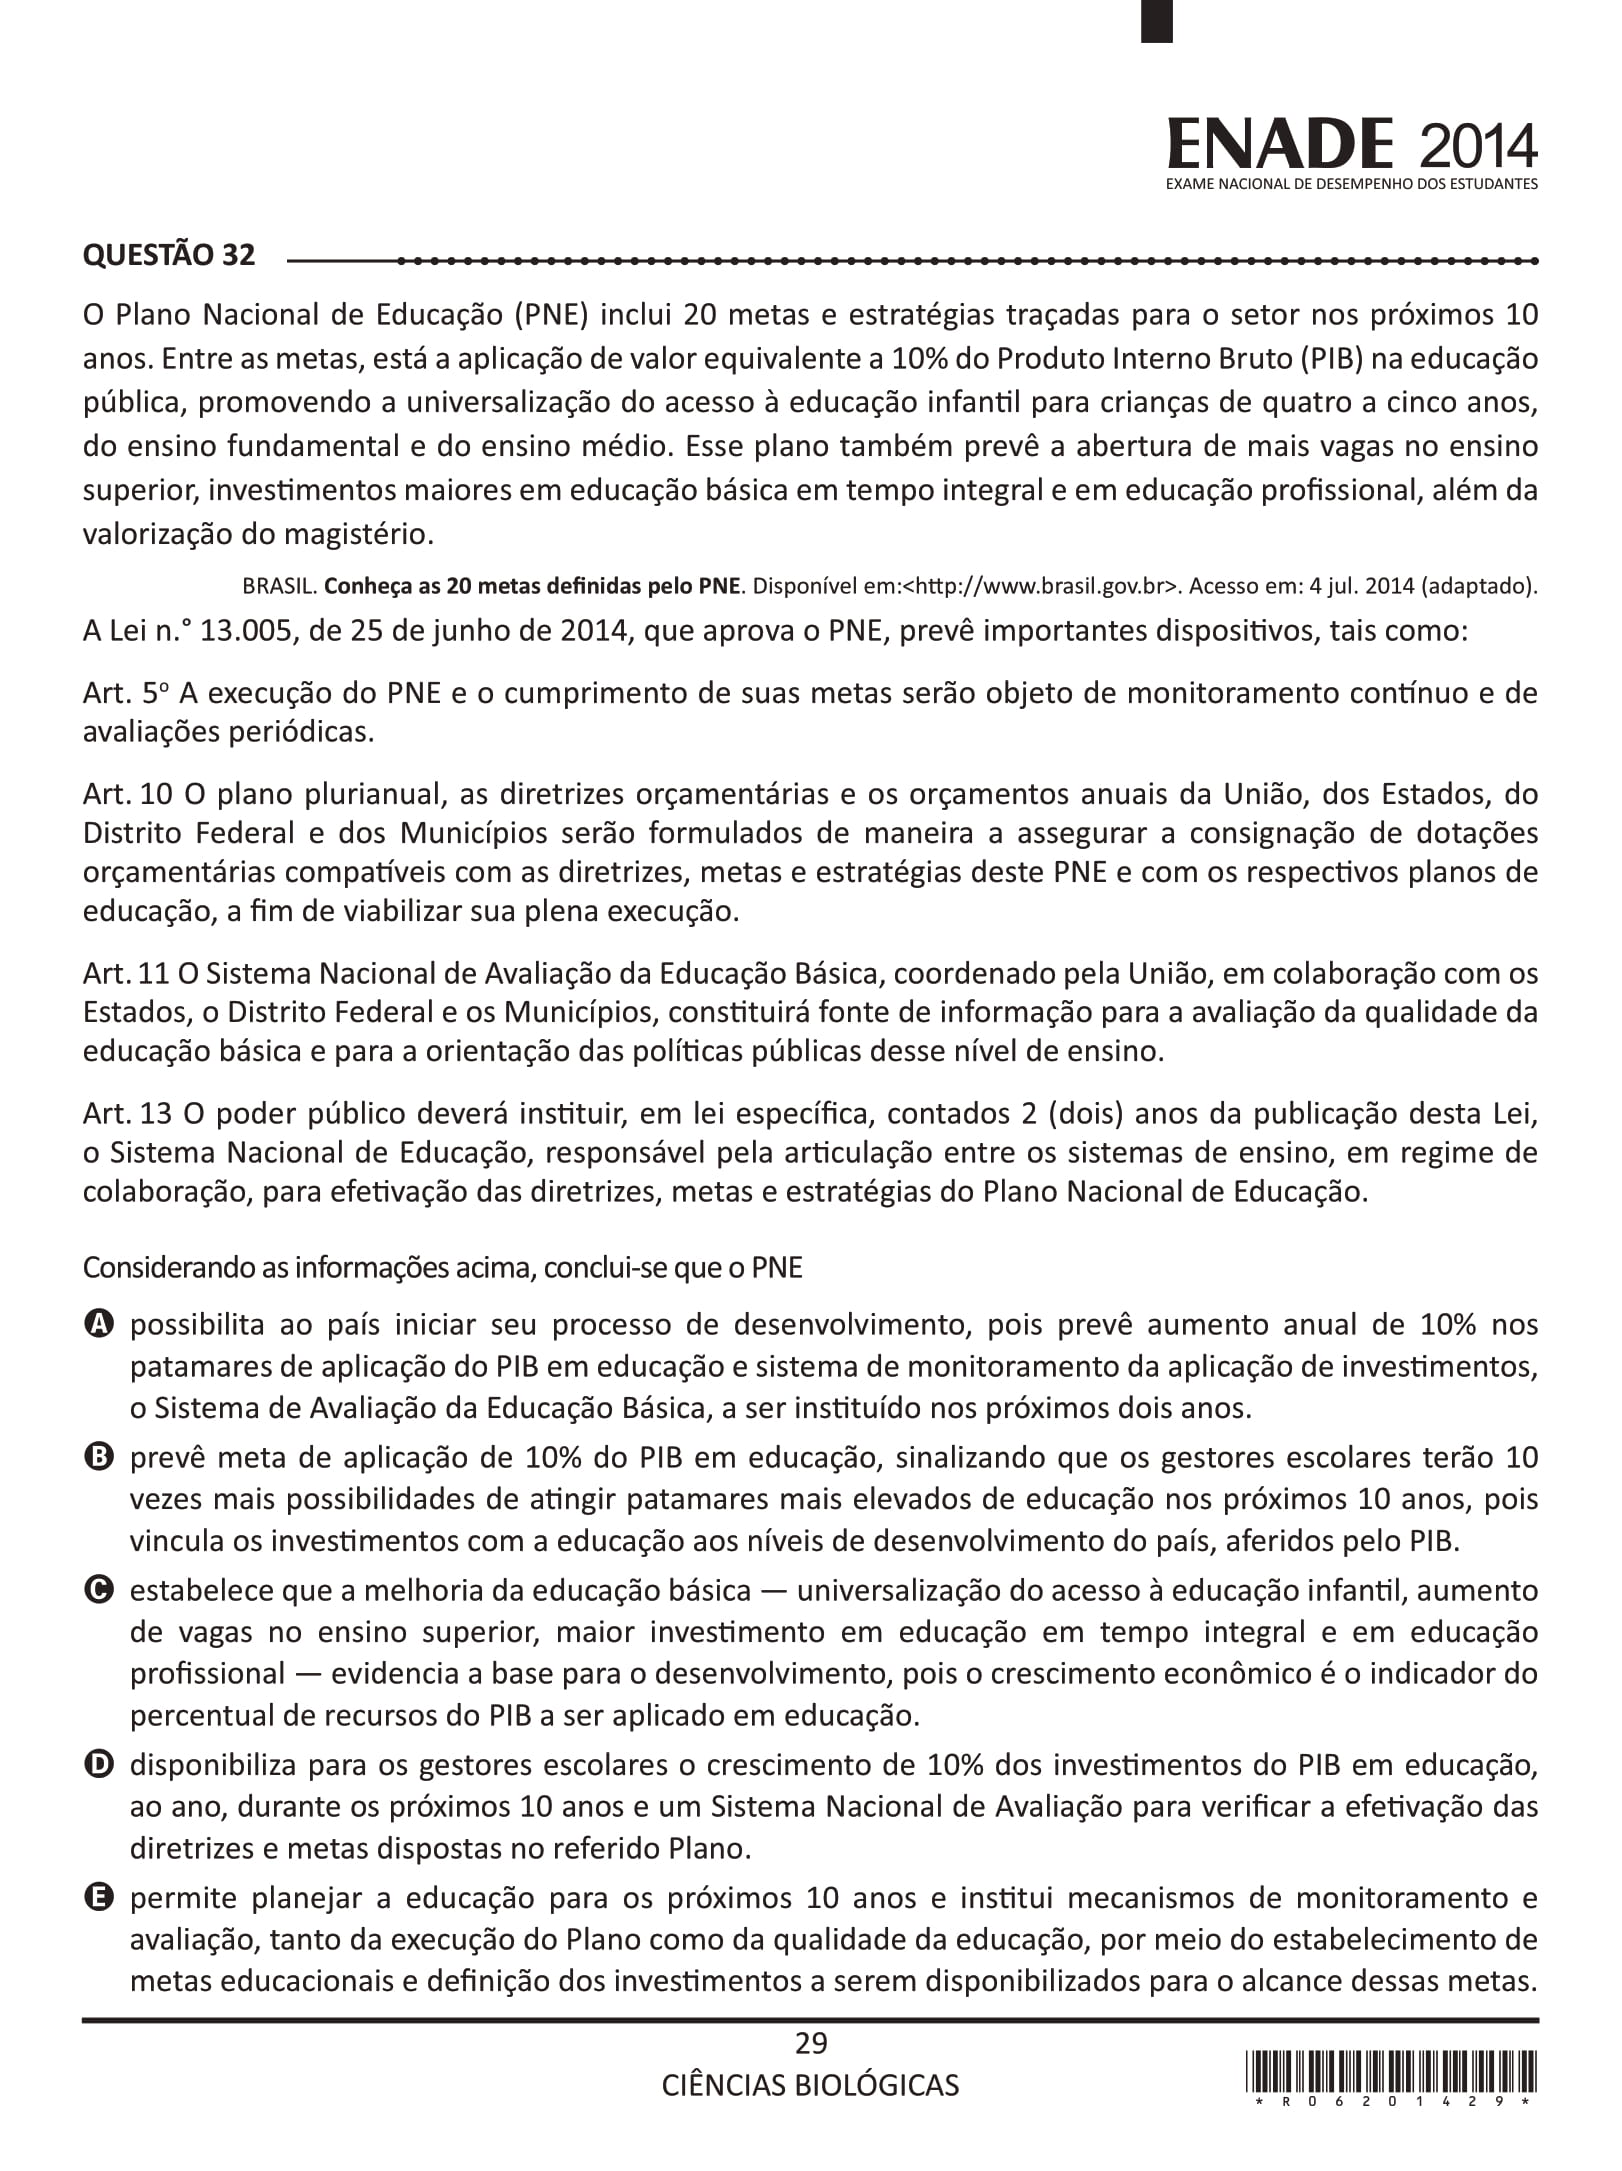 ENADE 2014
EXAME NACIONAL DE DESEMPENHO DOS ESTUDANTES
QUESTÃO 32
O Plano Nacional de Educação (PNE) inclui 20 metas e estratégias traçadas para o setor nos próximos 10
anos. Entre as metas, está a aplicação de valor equivalente a 10% do Produto Interno Bruto (PIB) na educação
pública, promovendo a universalização do acesso à educação infantil para crianças de quatro a cinco anos,
do ensino fundamental e do ensino médio. Esse plano também prevê a abertura de mais vagas no ensino
superior, investimentos maiores em educação básica em tempo integral e em educação profissional, além da
valorização do magistério.
BRASIL. Conheça as 20 metas definidas pelo PNE. Disponível em:<http://www.brasil.gov.br>. Acesso em: 4 jul. 2014 (adaptado).
A Lei n.° 13.005, de 25 de junho de 2014, que aprova o PNE, prevê importantes dispositivos, tais como:
Art. 5º A execução do PNE e o cumprimento de suas metas serão objeto de monitoramento contínuo e de
avaliações periódicas.
Art. 10 O plano plurianual, as diretrizes orçamentárias e os orçamentos anuais da União, dos Estados, do
Distrito Federal e dos Municípios serão formulados de maneira a assegurar a consignação de dotações
orçamentárias compatíveis com as diretrizes, metas e estratégias deste PNE e com os respectivos planos de
educação, a fim de viabilizar sua plena execução.
Art. 11 O Sistema Nacional de Avaliação da Educação Básica, coordenado pela União, em colaboração com os
Estados, o Distrito Federal e os Municípios, constituirá fonte de informação para a avaliação da qualidade da
educação básica e para a orientação das políticas públicas desse nível de ensino.
Art. 13 O poder público deverá instituir, em lei específica, contados 2 (dois) anos da publicação desta Lei,
o Sistema Nacional de Educação, responsável pela articulação entre os sistemas de ensino, em regime de
colaboração, para efetivação das diretrizes, metas e estratégias do Plano Nacional de Educação.
Considerando as informações acima, conclui-se que o PNE
A possibilita ao país iniciar seu processo de desenvolvimento, pois prevê aumento anual de 10% nos
patamares de aplicação do PIB em educação e sistema de monitoramento da aplicação de investimentos,
o Sistema de Avaliação da Educação Básica, a ser instituído nos próximos dois anos.
B prevê meta de aplicação de 10% do PIB em educação, sinalizando que os gestores escolares terão 10
vezes mais possibilidades de atingir patamares mais elevados de educação nos próximos 10 anos, pois
vincula os investimentos com a educação aos níveis de desenvolvimento do país, aferidos pelo PIB.
C estabelece que a melhoria da educação básica — universalização do acesso à educação infantil, aumento
de vagas no ensino superior, maior investimento em educação em tempo integral e em educação
profissional — evidencia a base para o desenvolvimento, pois o crescimento econômico é o indicador do
percentual de recursos do PIB a ser aplicado em educação.
D disponibiliza para os gestores escolares o crescimento de 10% dos investimentos do PIB em educação,
ao ano, durante os próximos 10 anos e um Sistema Nacional de Avaliação para verificar a efetivação das
diretrizes e metas dispostas no referido Plano.
E permite planejar a educação para os próximos 10 anos e institui mecanismos de monitoramento e
avaliação, tanto da execução do Plano como da qualidade da educação, por meio do estabelecimento de
metas educacionais e definição dos investimentos a serem disponibilizados para o alcance dessas metas.
29
CIÊNCIAS BIOLÓGICAS
*R06201429*